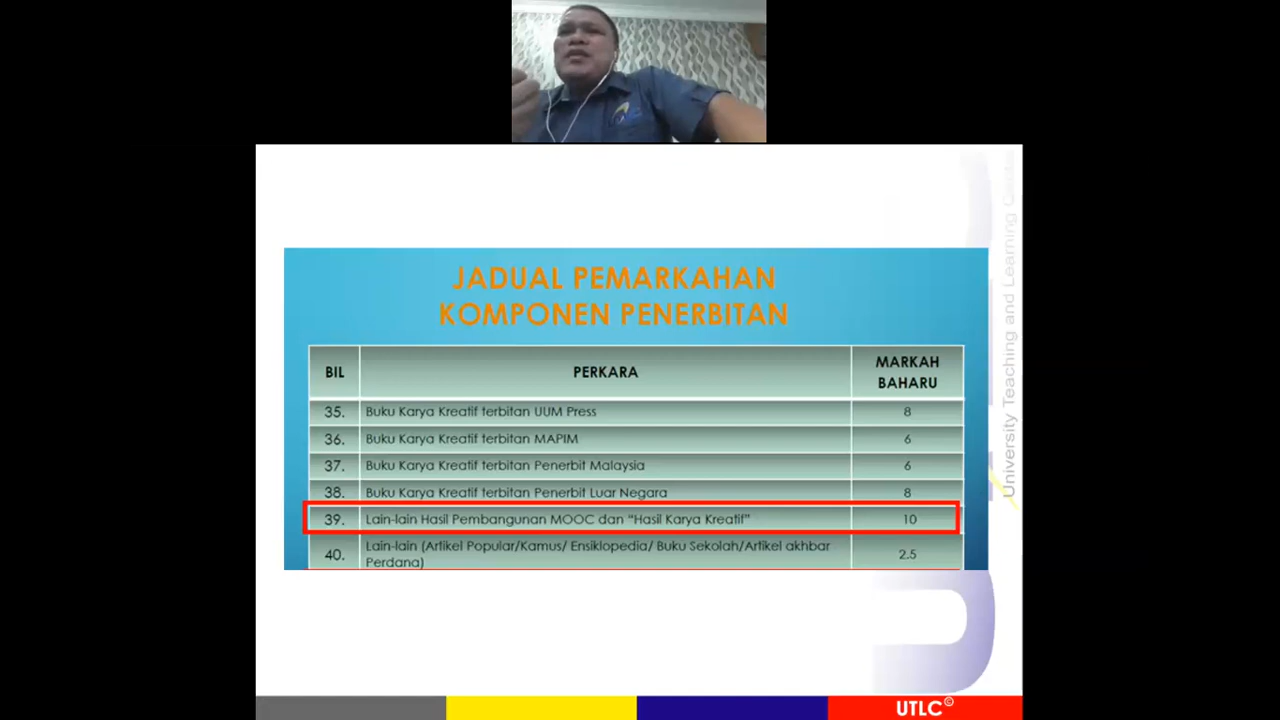 JADUAL PEMARKAHAN
KOMPONEN PENERBITAN
BIL PERKARA MARKAH BAHARU
35. Buku Karya Kreatif terbitan UUM Press 8
36. Buku Karya Kreatif terbitan MAPIM 6
37. Buku Karya Kreatif terbitan Penerbit Malaysia 6
38. Buku Karya Kreatif terbitan Penerbit Luar Negara 8
39. Lain-lain Hasil Pembangunan MOOC dan "Hasil Karya Kreatif" 10
40. Lain-lain (Artikel Popular/Kamus/ Ensiklopedia/ Buku Sekolah/Artikel akhbar 2.5
Perdana)
University Teaching and Learning
UTLC©